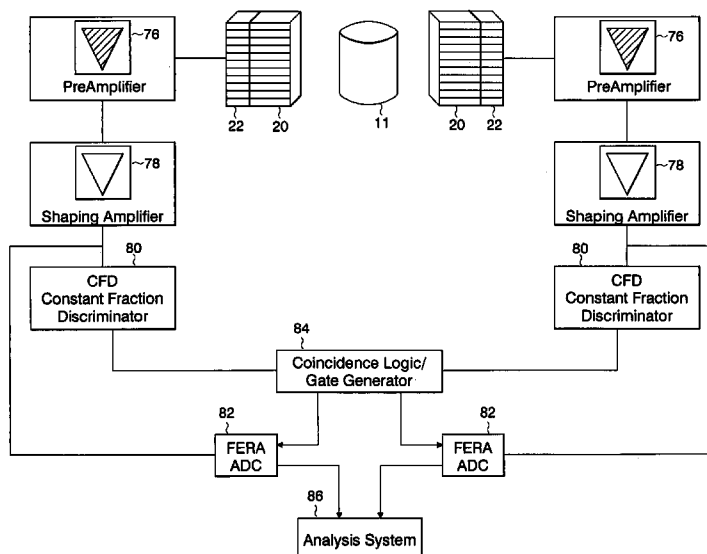 76
PreAmplifier
22
20
11
20
22
76
PreAmplifier
78
Shaping Amplifier
78
Shaping Amplifier
80
CFD
Constant Fraction
Discriminator
80
CFD
Constant Fraction
Discriminator
84
Coincidence Logic/
Gate Generator
82
FERA
ADC
82
FERA
ADC
86
Analysis System